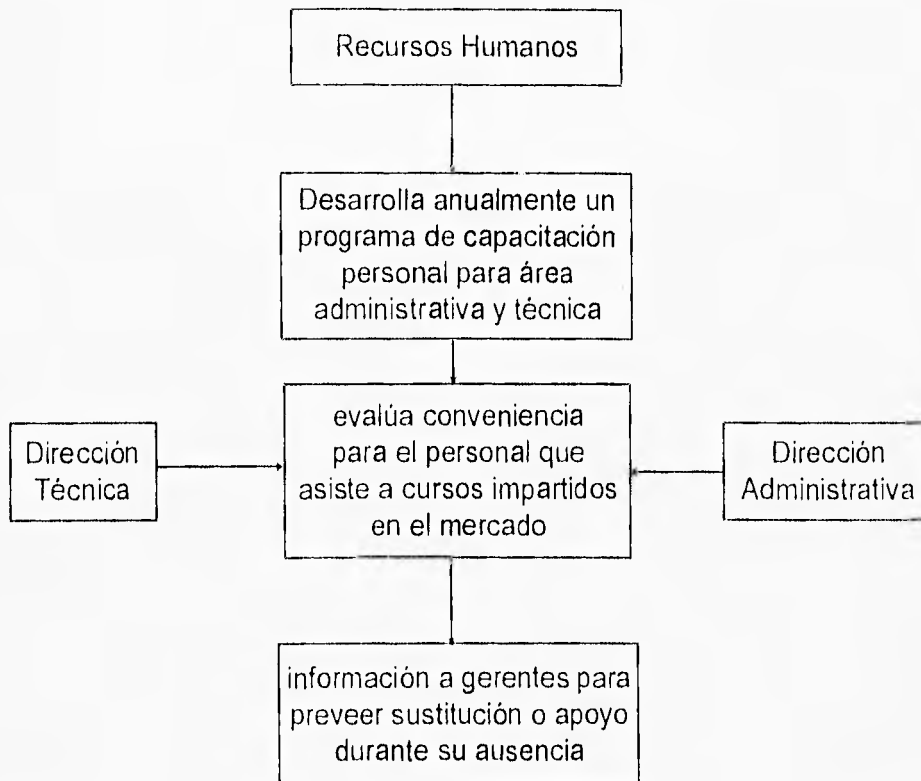 Recursos Humanos
Desarrolla anualmente un
programa de capacitación
personal para área
administrativa y técnica
Dirección
Técnica
evalúa conveniencia
para el personal que
asiste a cursos impartidos
en el mercado
Dirección
Administrativa
información a gerentes para
preveer sustitución o apoyo
durante su ausencia